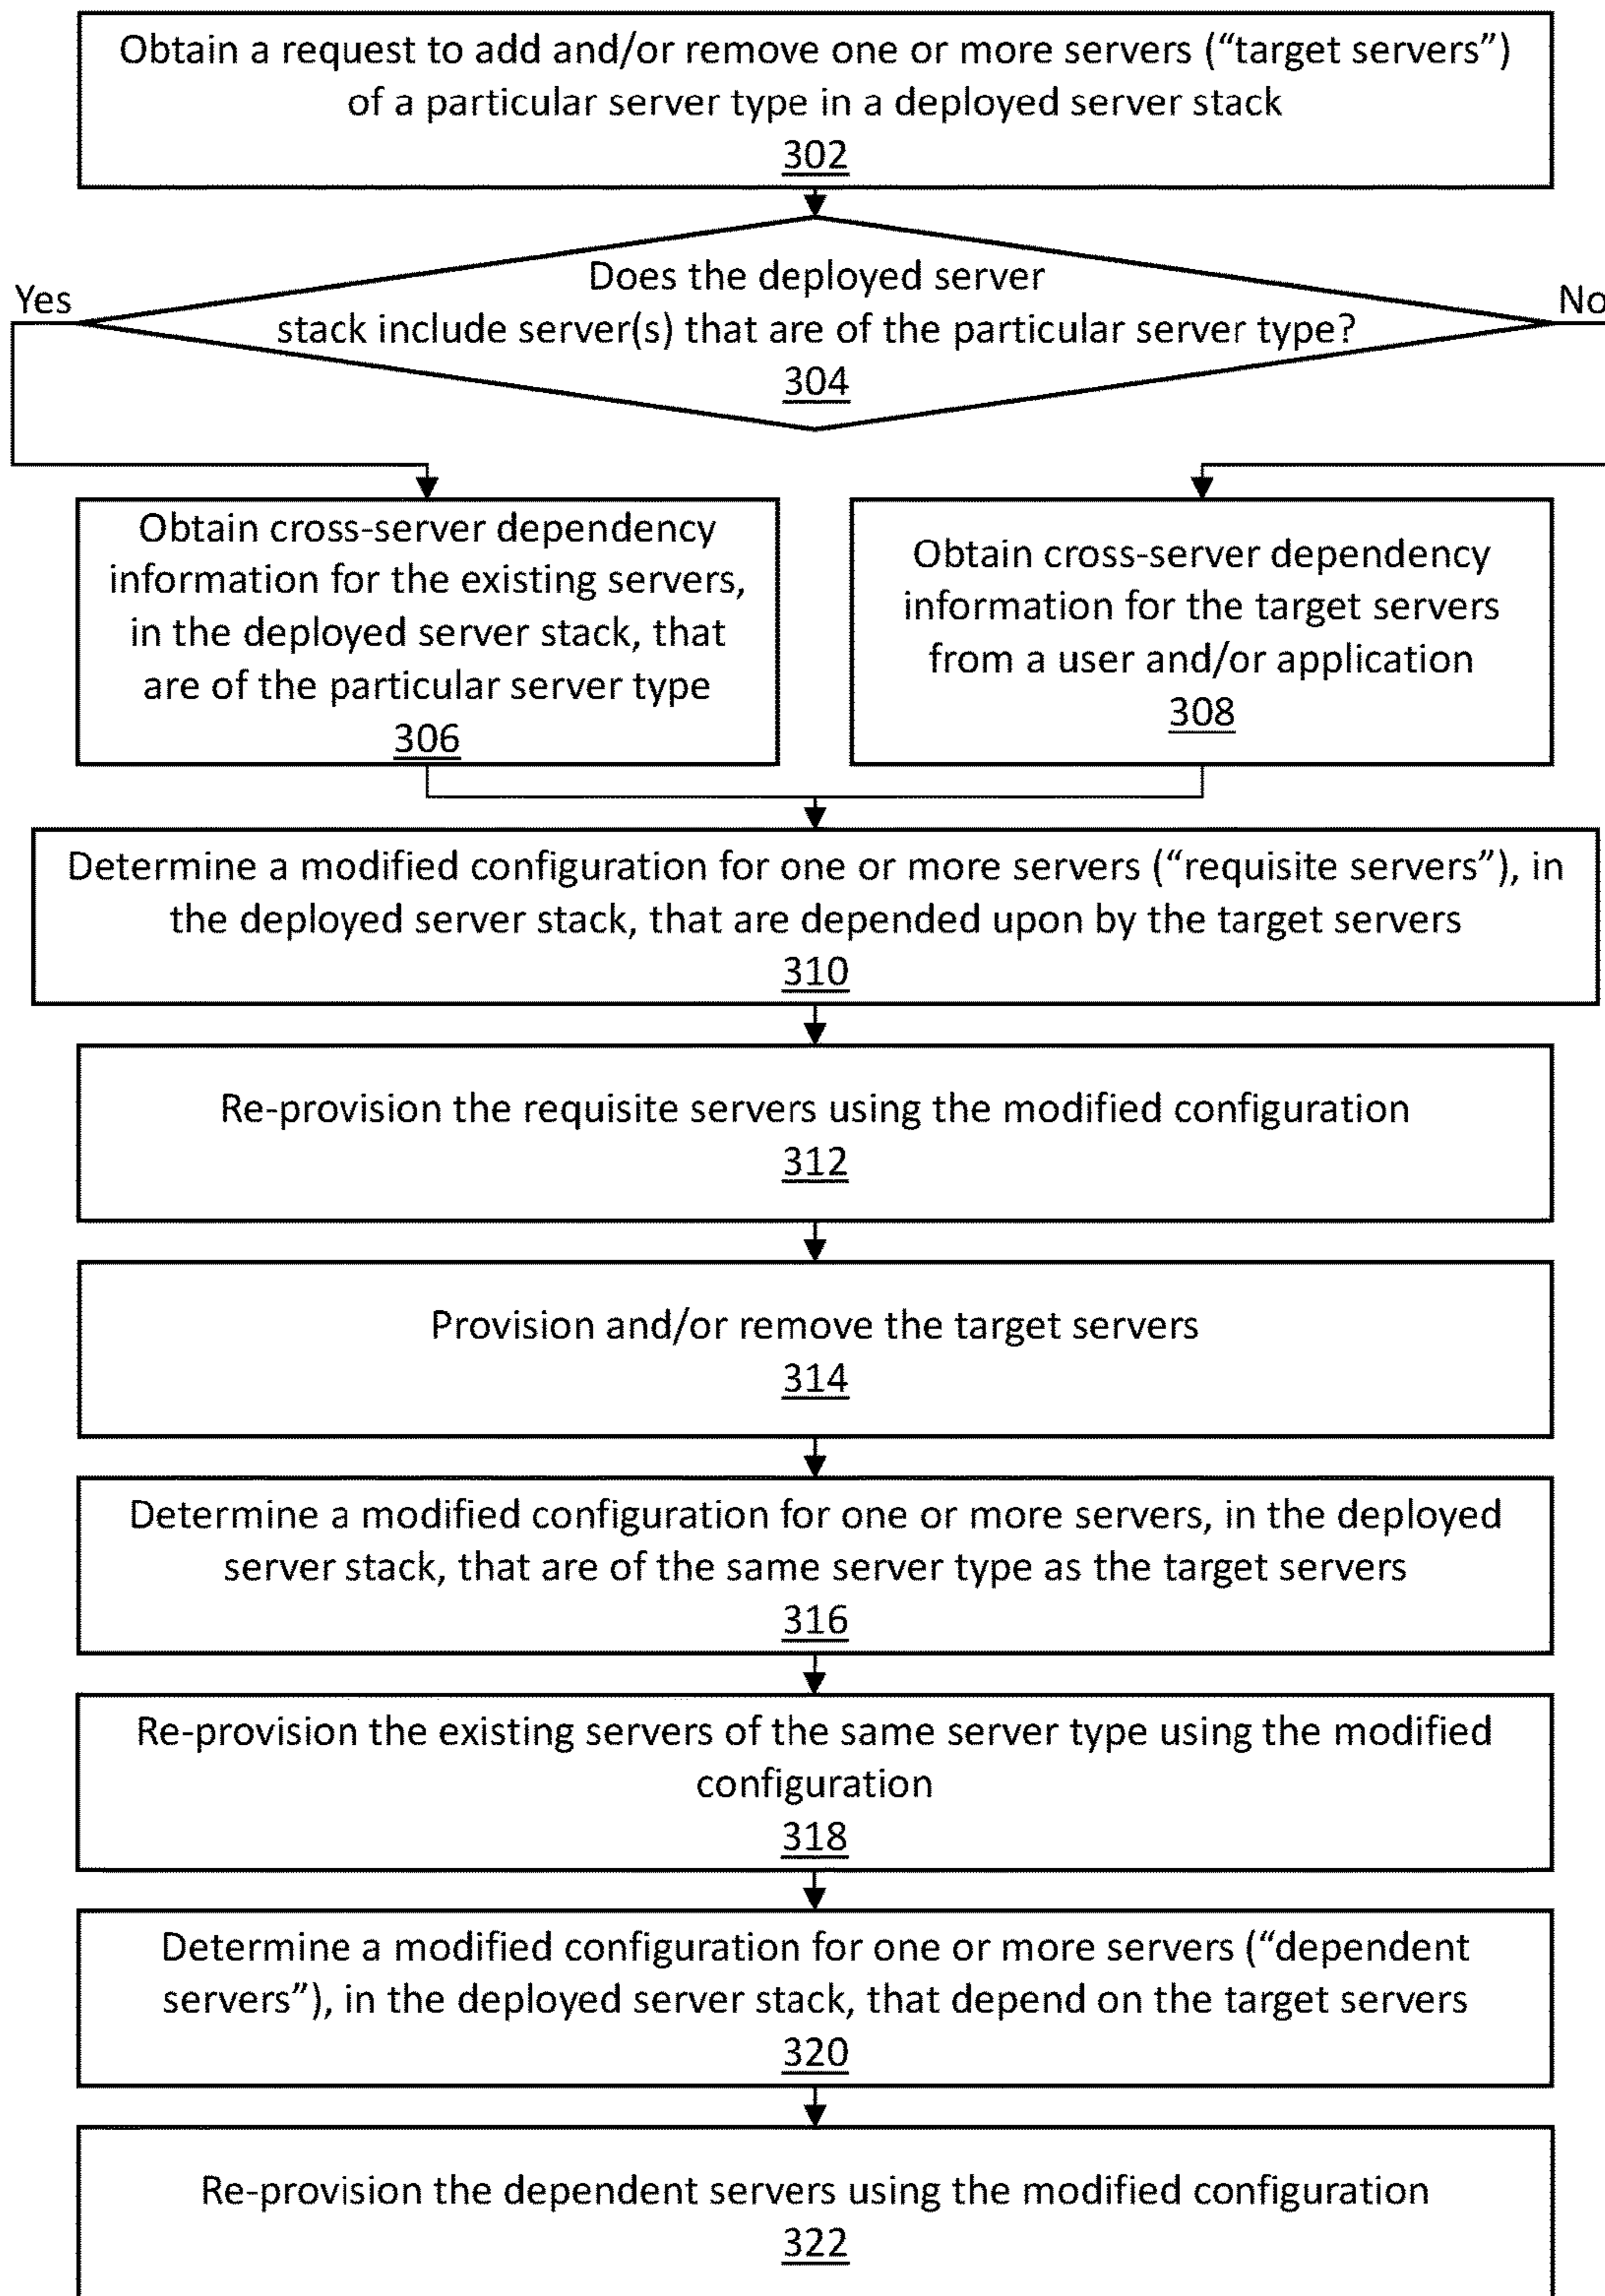 Obtain a request to add and/or remove one or more servers (“target servers”)
of a particular server type in a deployed server stack
302
Does the deployed server
Yes
No
stack include server(s) that are of the particular server type?
304
Obtain cross-server dependency
information for the existing servers,
in the deployed server stack, that
are of the particular server type
306
Obtain cross-server dependency
information for the target servers
from a user and/or application
308
Determine a modified configuration for one or more servers (“requisite servers”), in
the deployed server stack, that are depended upon by the target servers
310
Re-provision the requisite servers using the modified configuration
312
Provision and/or remove the target servers
314
Determine a modified configuration for one or more servers, in the deployed
server stack, that are of the same server type as the target servers
316
Re-provision the existing servers of the same server type using the modified
configuration
318
Determine a modified configuration for one or more servers (“dependent
servers”), in the deployed server stack, that depend on the target servers
320
Re-provision the dependent servers using the modified configuration
322